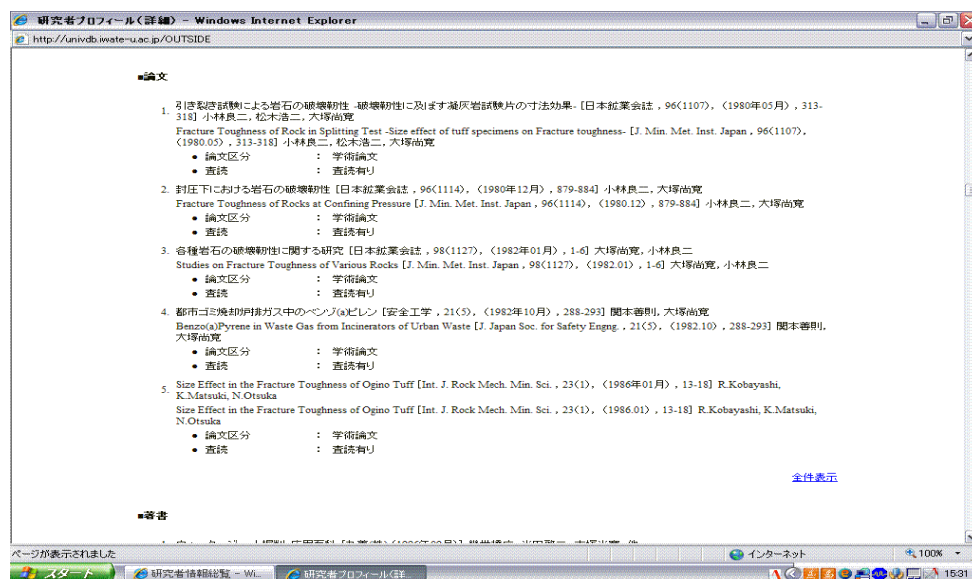 研究者プロフィール(詳細) - Windows Internet Explorer
http://univdb.iwate-u.ac.jp/OUTSIDE
■論文
1. 引き裂き試験による岩石の破壊靭性 -破壊靭性に及ぼす凝灰岩試験片の寸法効果- [日本鉱業会誌 , 96(1107), (1980年05月) , 313-
318] 小林良二, 松木浩二, 大塚尚寛
Fracture Toughness of Rock in Splitting Test -Size effect of tuff specimens on Fracture toughness- [J. Min. Met. Inst. Japan , 96(1107),
(1980.05) , 313-318] 小林良二, 松木浩二, 大塚尚寛
● 論文区分 : 学術論文
● 査読 : 査読有り
2. 封圧下における岩石の破壊靭性 [日本鉱業会誌 , 96(1114), (1980年12月) , 879-884] 小林良二, 大塚尚寛
Fracture Toughness of Rocks at Confining Pressure [J. Min. Met. Inst. Japan , 96(1114), (1980.12) , 879-884] 小林良二, 大塚尚寛
● 論文区分 : 学術論文
● 査読 : 査読有り
3. 各種岩石の破壊靭性に関する研究 [日本鉱業会誌 , 98(1127), (1982年01月) , 1-6] 大塚尚寛, 小林良二
Studies on Fracture Toughness of Various Rocks [J. Min. Met. Inst. Japan , 98(1127), (1982.01) , 1-6] 大塚尚寛, 小林良二
● 論文区分 : 学術論文
● 査読 : 査読有り
4. 都市ゴミ焼却炉排ガス中のベンゾ(a)ピレン [安全工学 , 21(5), (1982年10月) , 288-293] 関本善則, 大塚尚寛
Benzo(a)Pyrene in Waste Gas from Incinerators of Urban Waste [J. Japan Soc. for Safety Engng. , 21(5), (1982.10) , 288-293] 関本善則,
大塚尚寛
● 論文区分 : 学術論文
● 査読 : 査読有り
5. Size Effect in the Fracture Toughness of Ogino Tuff [Int. J. Rock Mech. Min. Sci. , 23(1), (1986年01月) , 13-18] R.Kobayashi,
K.Matsuki, N.Otsuka
Size Effect in the Fracture Toughness of Ogino Tuff [Int. J. Rock Mech. Min. Sci. , 23(1), (1986.01) , 13-18] R.Kobayashi, K.Matsuki,
N.Otsuka
● 論文区分 : 学術論文
● 査読 : 査読有り
全件表示
■著書
ページが表示されました インターネット 100%
スタート 研究者情報総覧 - Wi... 研究者プロフィール(詳... 15:31